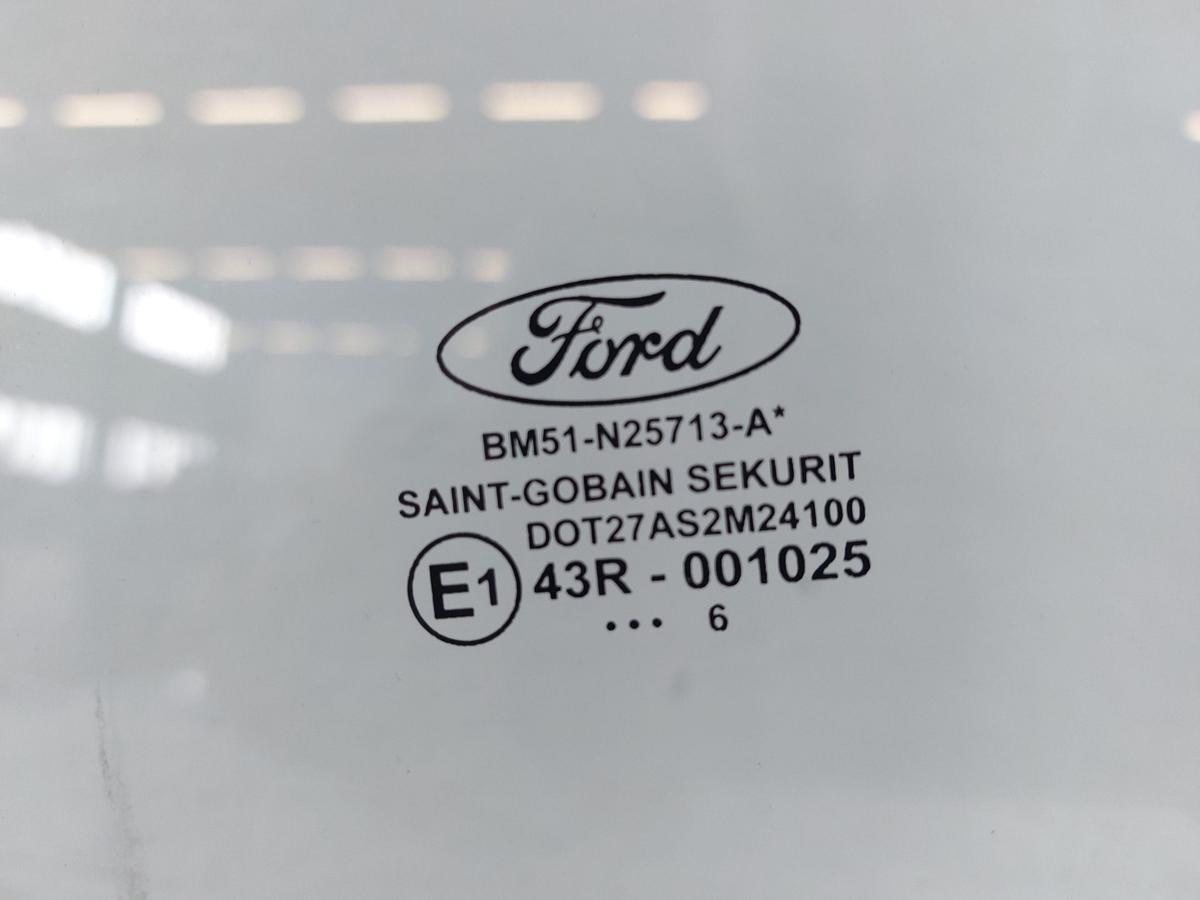 Ford
BM51-N25713-A*
SAINT-GOBAIN SEKURIT
DOT27AS2M24100
E1 43R - 001025
... 6